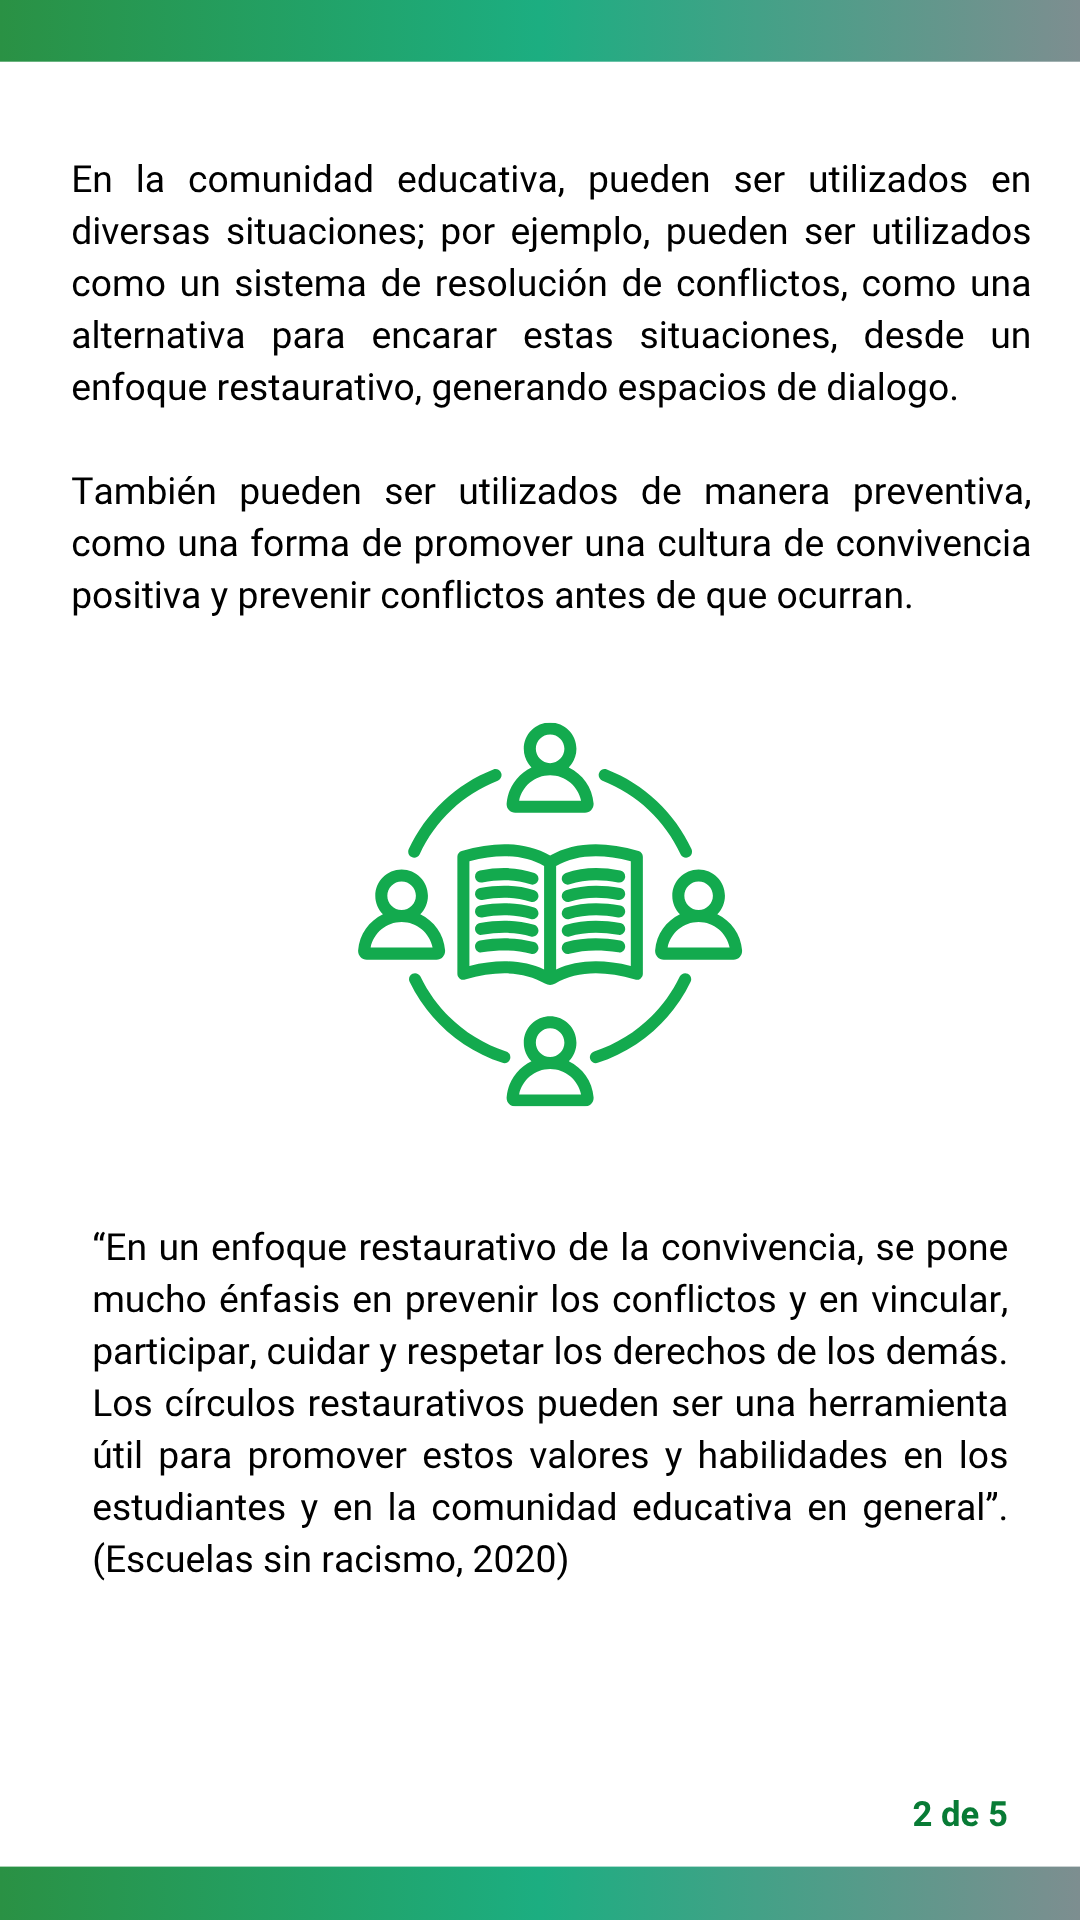 En la comunidad educativa, pueden ser utilizados en
diversas situaciones; por ejemplo, pueden ser utilizados
como un sistema de resolución de conflictos, como una
alternativa para encarar estas situaciones, desde un
enfoque restaurativo, generando espacios de dialogo.
También pueden ser utilizados de manera preventiva,
como una forma de promover una cultura de convivencia
positiva y prevenir conflictos antes de que ocurran.
“En un enfoque restaurativo de la convivencia, se pone
mucho énfasis en prevenir los conflictos y en vincular,
participar, cuidar y respetar los derechos de los demás.
Los círculos restaurativos pueden ser una herramienta
útil para promover estos valores y habilidades en los
estudiantes y en la comunidad educativa en general”.
(Escuelas sin racismo, 2020)
2 de 5